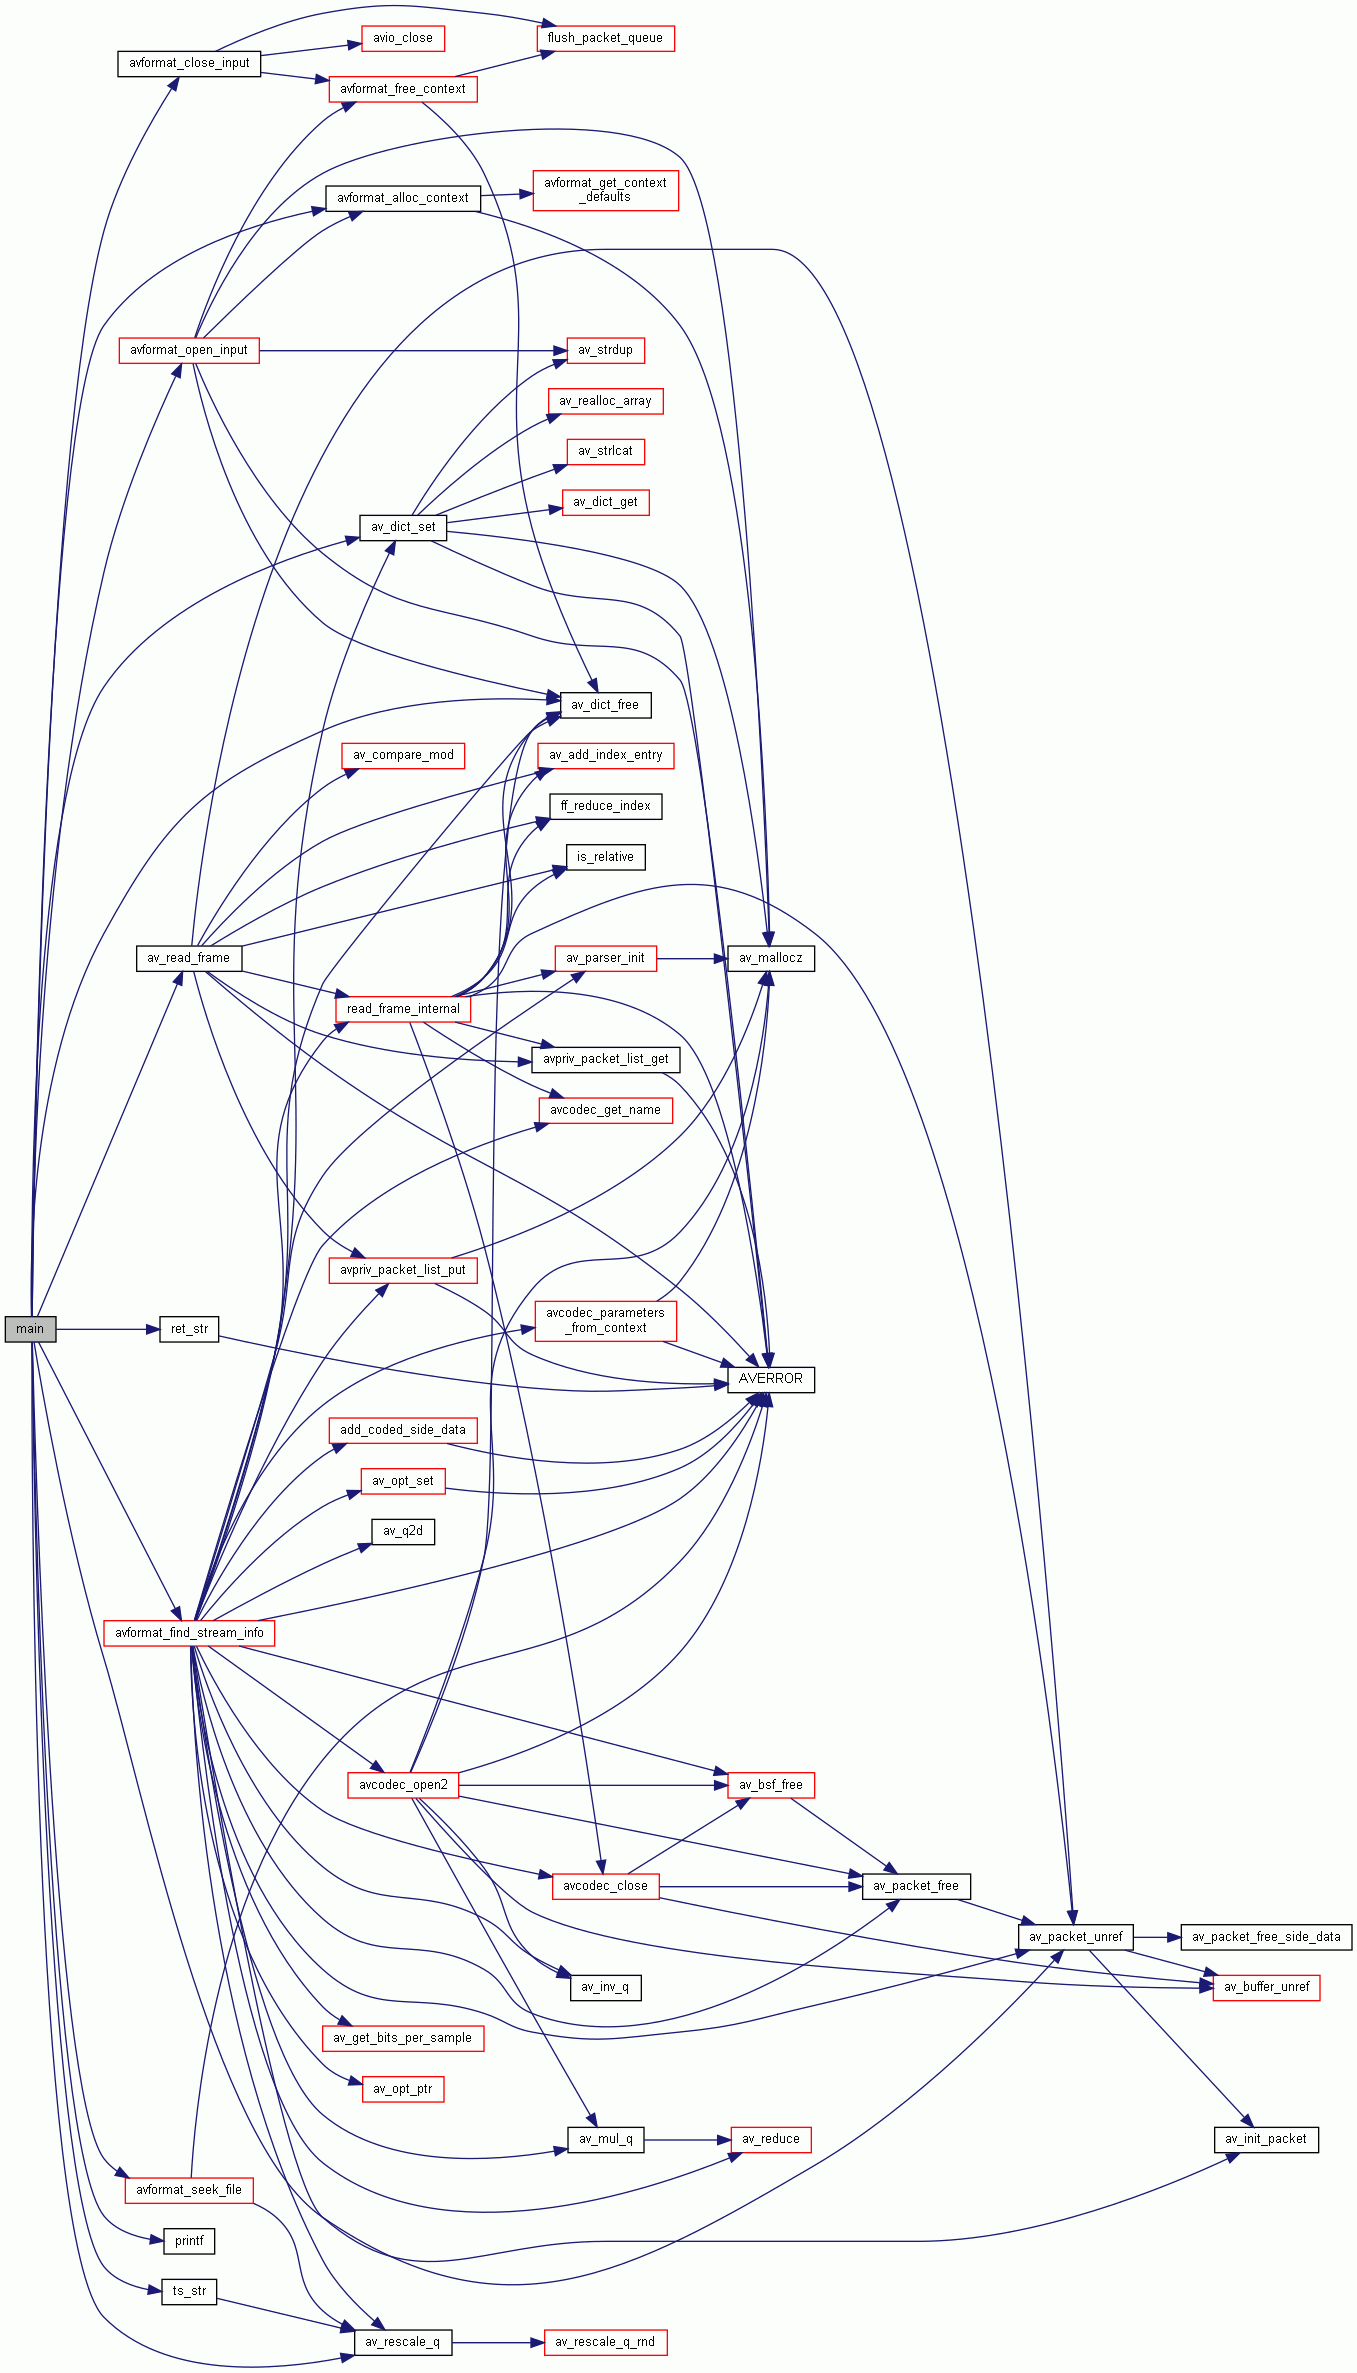 flush_packet_queue
avio_close
avformat_close_input
avformat_free_context
avformat_get_context
_defaults
avformat_alloc_context
avformat_open_input
av_strdup
av_realloc_array
av_strlcat
av_dict_get
av_dict_set
av_dict_free
av_compare_mod
av_add_index_entry
ff_reduce_index
is_relative
av_read_frame
av_parser_init
av_mallocz
read_frame_internal
avpriv_packet_list_get
avcodec_get_name
avpriv_packet_list_put
avcodec_parameters
_from_context
main
ret_str
AVERROR
add_coded_side_data
av_opt_set
av_q2d
avformat_find_stream_info
avcodec_open2
av_bsf_free
avcodec_close
av_packet_free
av_packet_unref
av_packet_free_side_data
av_inv_q
av_buffer_unref
av_get_bits_per_sample
av_opt_ptr
av_mul_q
av_reduce
av_init_packet
avformat_seek_file
printf
ts_str
av_rescale_q
av_rescale_q_rnd